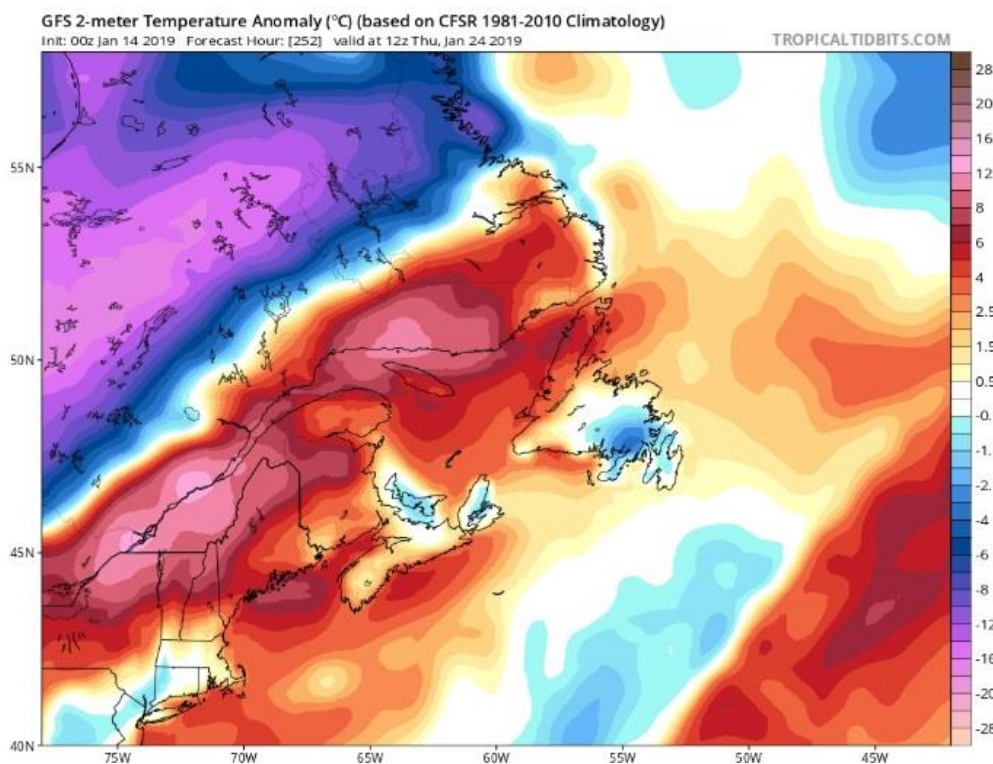 GFS 2-meter Temperature Anomaly (°C) (based on CFSR 1981-2010 Climatology)
Init: 00z Jan 14 2019 Forecast Hour: [252] valid at 12z Thu, Jan 24 2019 TROPICALTIDBITS.COM
28
20
16
12
8
6
4
2.5
1.5
0.5
-0.
-1.
-2.
-4
-6
-8
-12
-16
-20
-28
55N
50N
45N
40N
75W 70W 65W 60W 55W 50W 45W